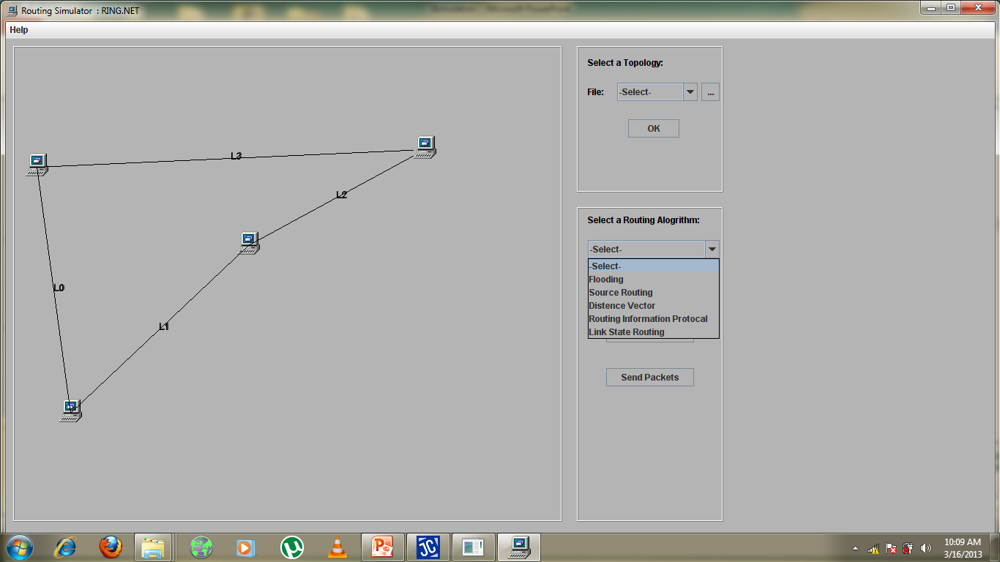 Routing Simulator : RING.NET
Help
L3
L2
L0
L1
Select a Topology:
File:
-Select-
...
OK
Select a Routing Alogrithm:
-Select-
-Select-
Flooding
Source Routing
Distence Vector
Routing Information Protocal
Link State Routing
Send Packets
JC
10:09 AM
3/16/2013